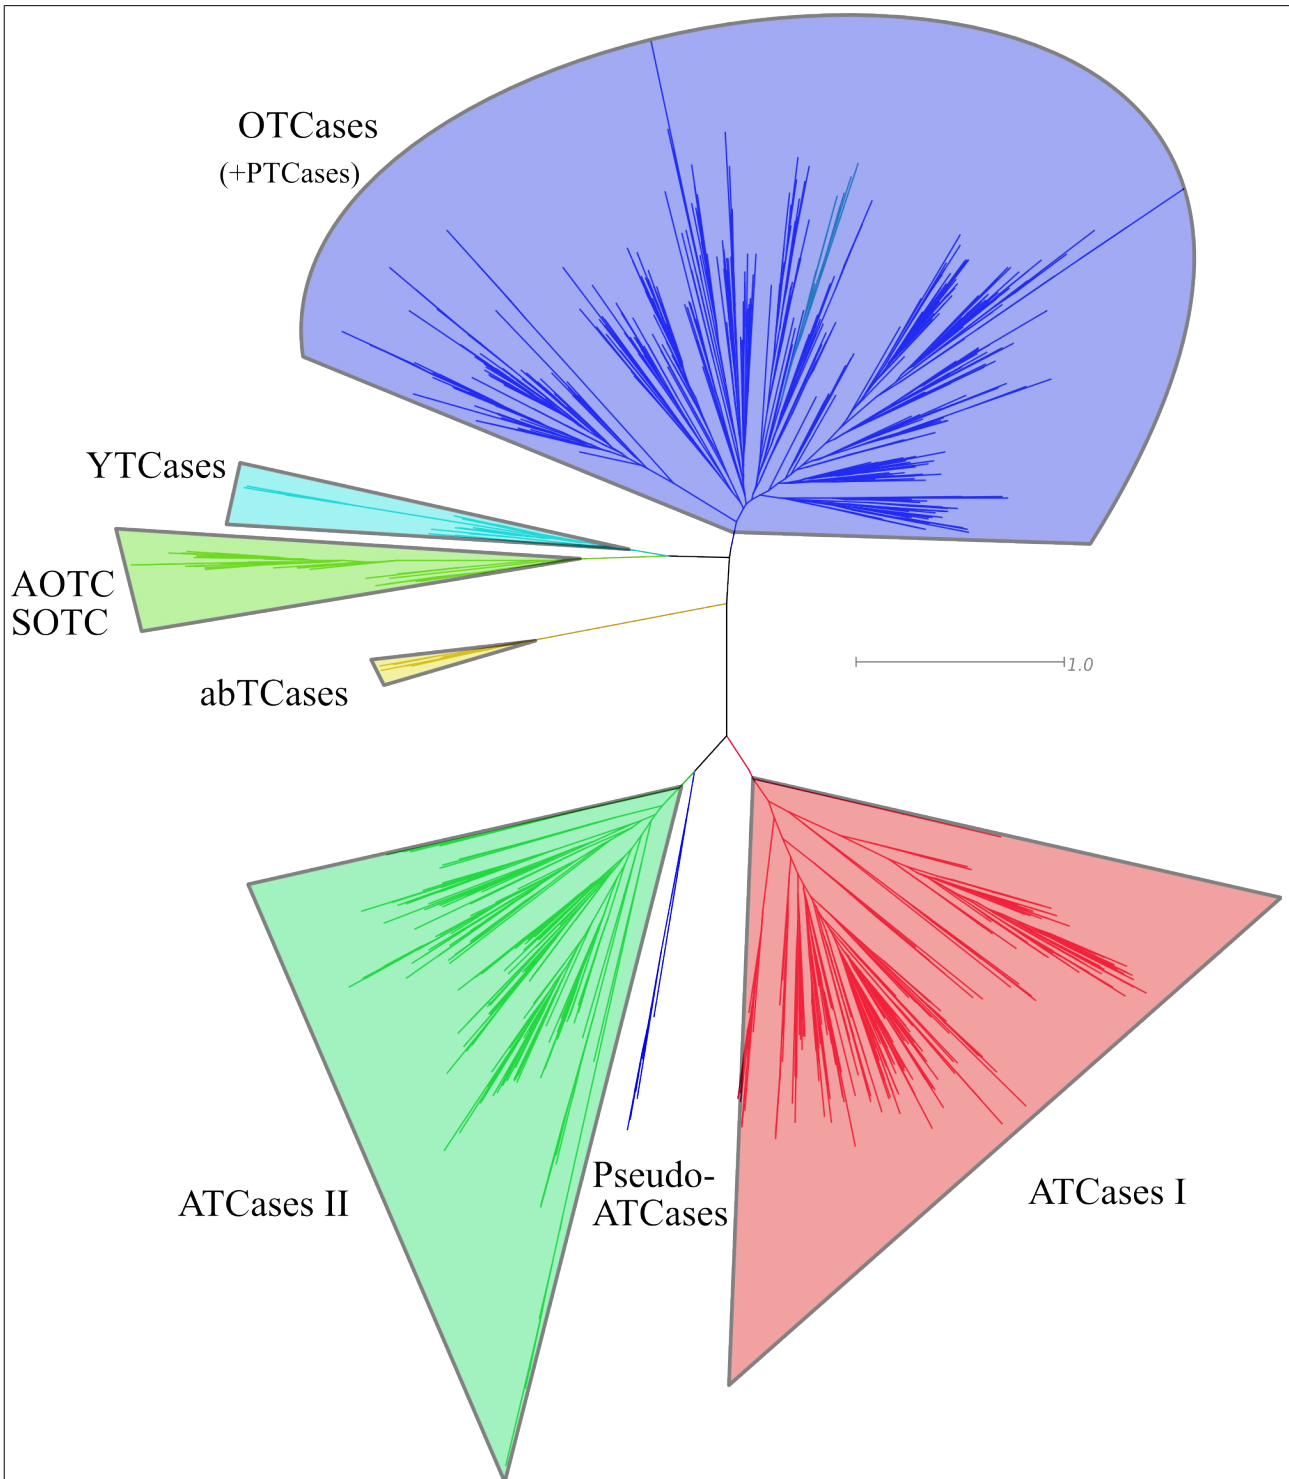 OTCases
(+PTCases)
YTCases
AOTC
SOTC
abTCases
1.0
Pseudo-
ATCases
ATCases II
ATCases I